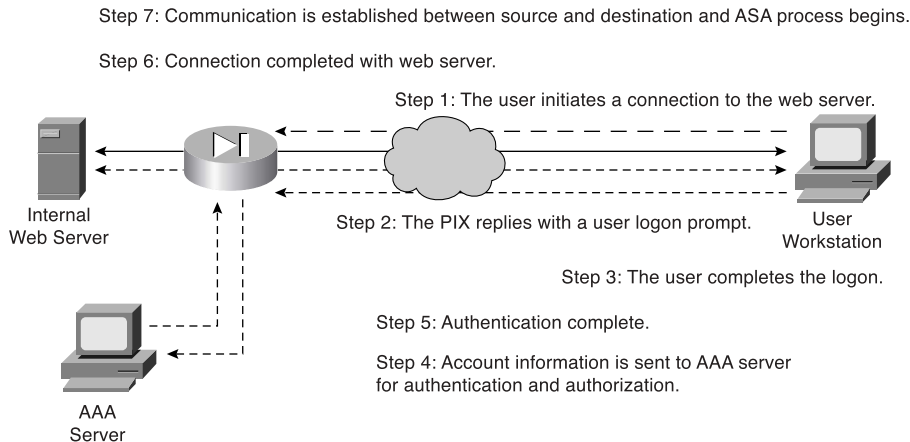 Step 7: Communication is established between source and destination and ASA process begins.
Step 6: Connection completed with web server.
Step 1: The user initiates a connection to the web server.
Internal
Web Server
Step 2: The PIX replies with a user logon prompt.
User
Workstation
Step 3: The user completes the logon.
Step 5: Authentication complete.
Step 4: Account information is sent to AAA server
for authentication and authorization.
AAA
Server